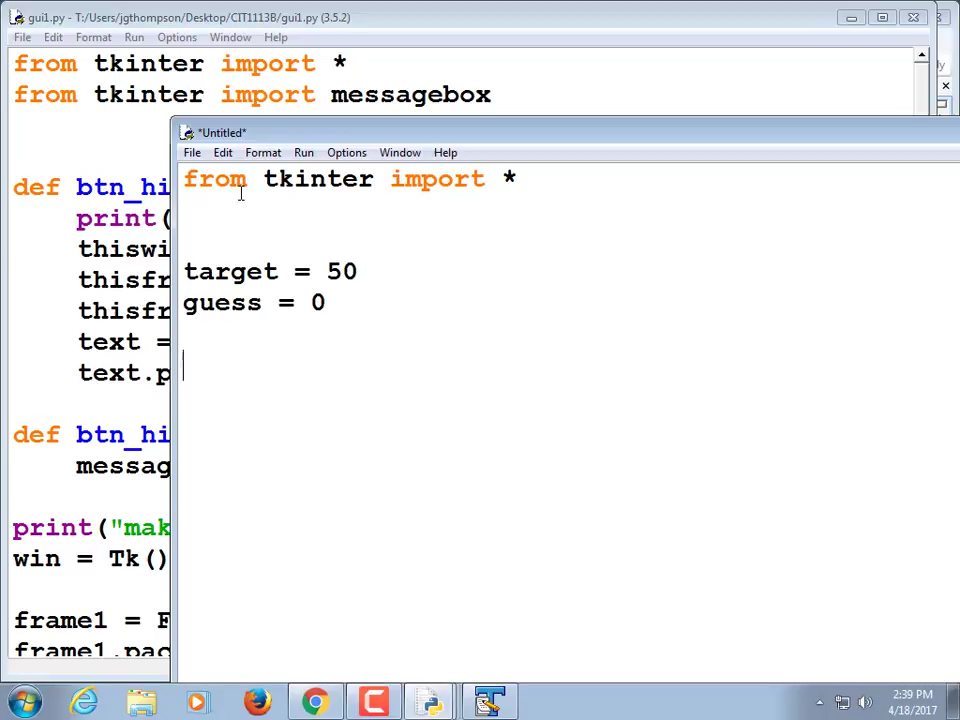 gui1.py - T:/Users/jgthompson/Desktop/CIT1113B/gui1.py (3.5.2)
File Edit Format Run Options Window Help
from tkinter import *
from tkinter import messagebox
def btn_hi
print(
thiswi
thisfr
thisfr
text =
text.p
def btn_hi
messag
print("mak
win = Tk()
frame1 = F
frame1.pac
*Untitled*
File Edit Format Run Options Window Help
from tkinter import *
target = 50
guess = 0
2:39 PM
4/18/2017